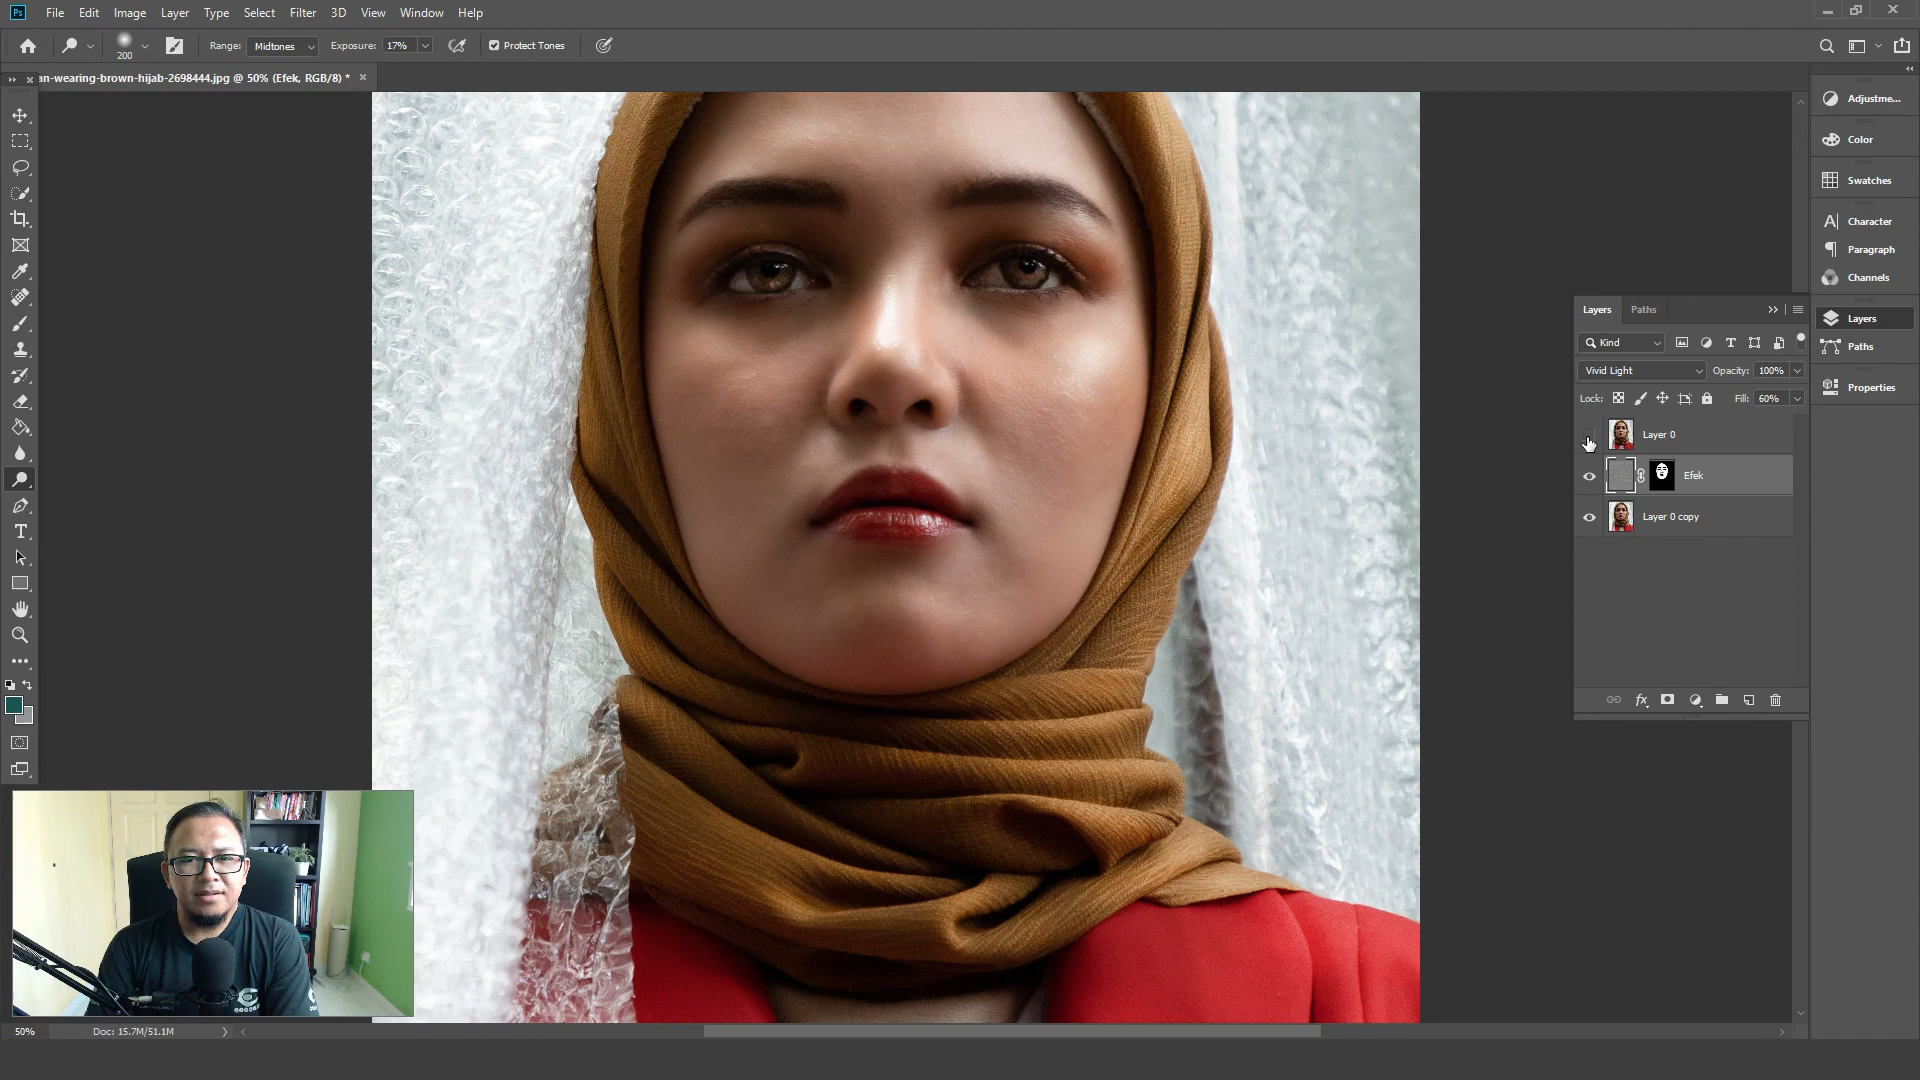 Ps File Edit Image Layer Type Select Filter 3D View Window Help
200 Range: Midtones Exposure: 17% Protect Tones
an-wearing-brown-hijab-2698444.jpg @ 50% (Efek, RGB/8) *
Adjustme...
Color
Swatches
Character
Paragraph
Channels
Layers
Paths
Properties
Layers Paths
Kind
Vivid Light Opacity: 100%
Lock: Fill: 60%
Layer 0
Efek
Layer 0 copy
50% Doc: 15.7M/51.1M